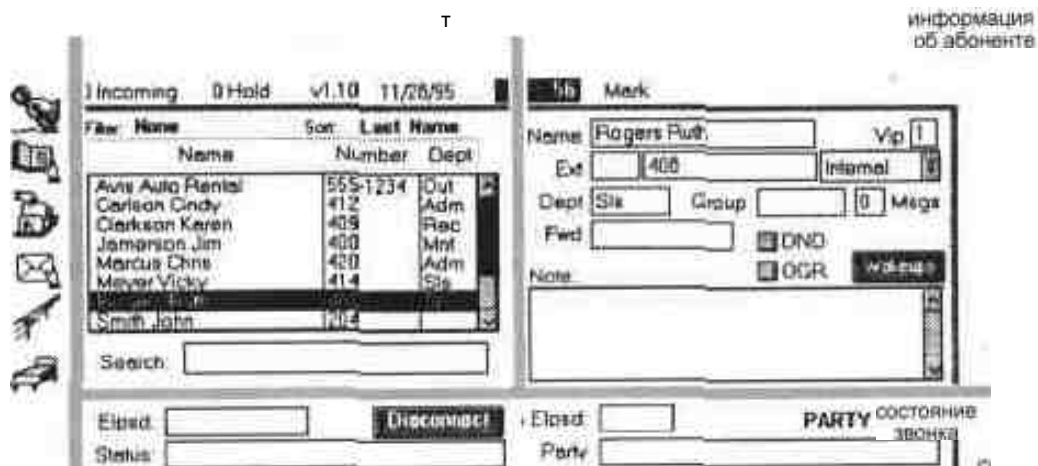 т
информация
об абоненте
Incoming 0 Hold v1.10 11/28/95
Mark
Filter: None Sort: Last Name
Name Number Dept
Avis Auto Rental 555-1234 Out
Carlson Cindy 412 Adm
Clarkson Karen 409 Rec
Jamerson Jim 400 Mnt
Marcus Chris 420 Adm
Meyer Vicky 414 Sls
Smith John 204
Search:
Name Rogers Ruth Vip 1
Ext 400 Internal
Dept Sls Group 0 Msgs
Fwd DND
OGR
Note:
Elpsd: Disconnect
Status:
Elpsd: PARTY состояние
звонка
Party